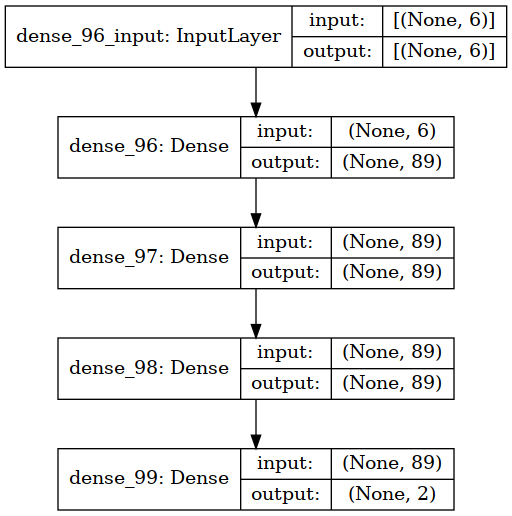 dense_96_input: InputLayer
input: [(None, 6)]
output: [(None, 6)]
dense_96: Dense
input: (None, 6)
output: (None, 89)
dense_97: Dense
input: (None, 89)
output: (None, 89)
dense_98: Dense
input: (None, 89)
output: (None, 89)
dense_99: Dense
input: (None, 89)
output: (None, 2)